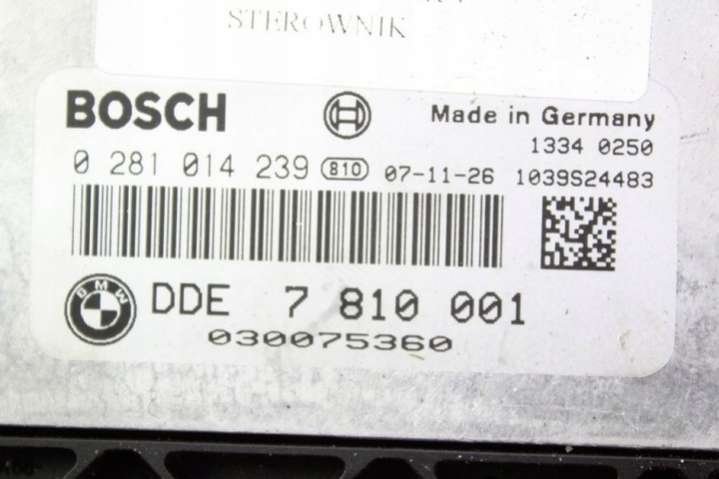 STEROWNIK
BOSCH
Made in Germany
1334 0250
0 281 014 239 810 07-11-26 1039S24483
BMW
DDE 7 810 001
030075360